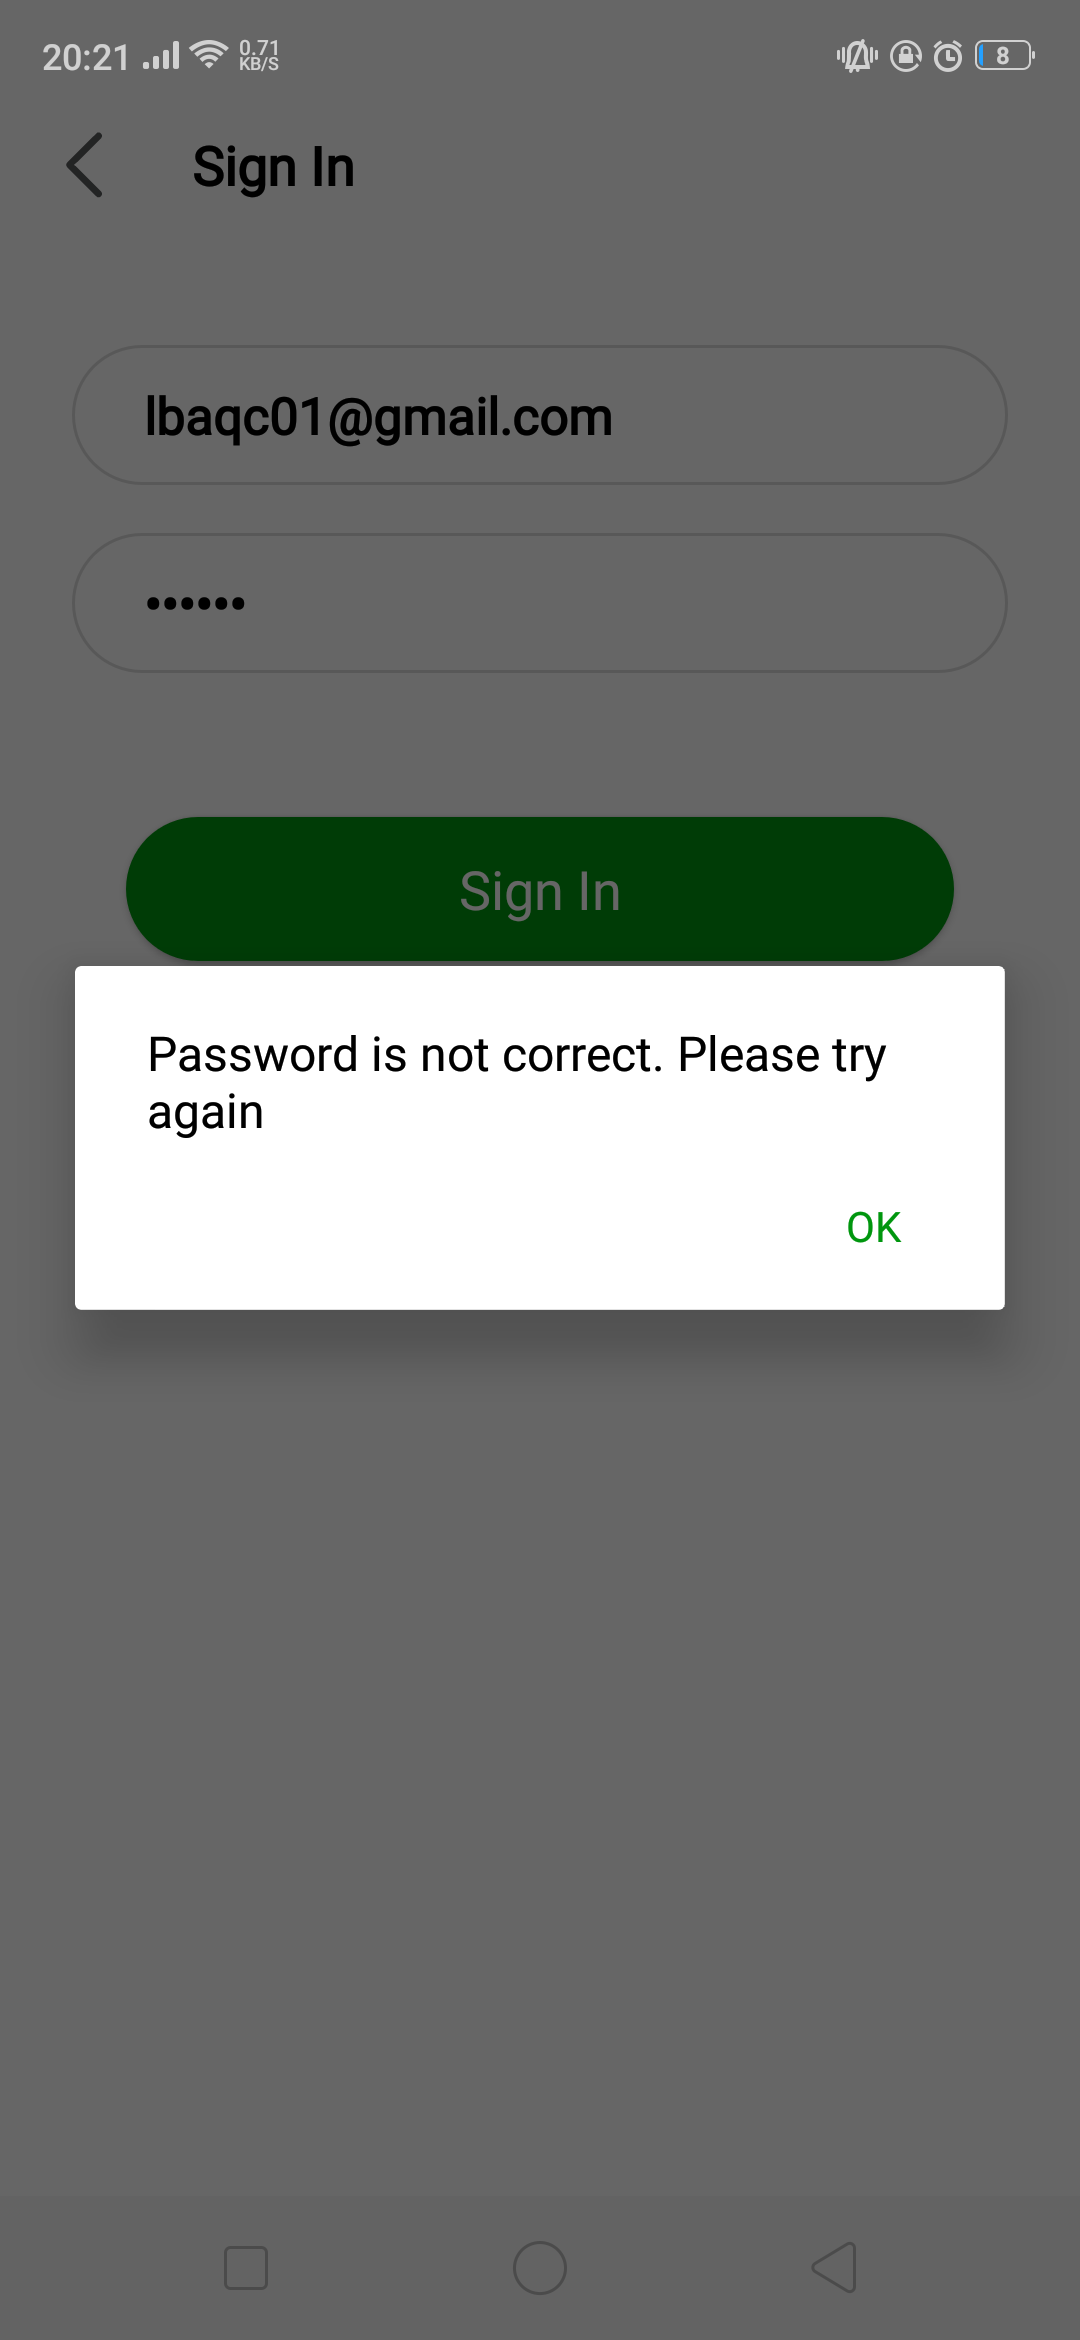 20:21 0.71 KB/S 8
Sign In
lbaqc01@gmail.com
••••••
Sign In
Password is not correct. Please try
again
OK